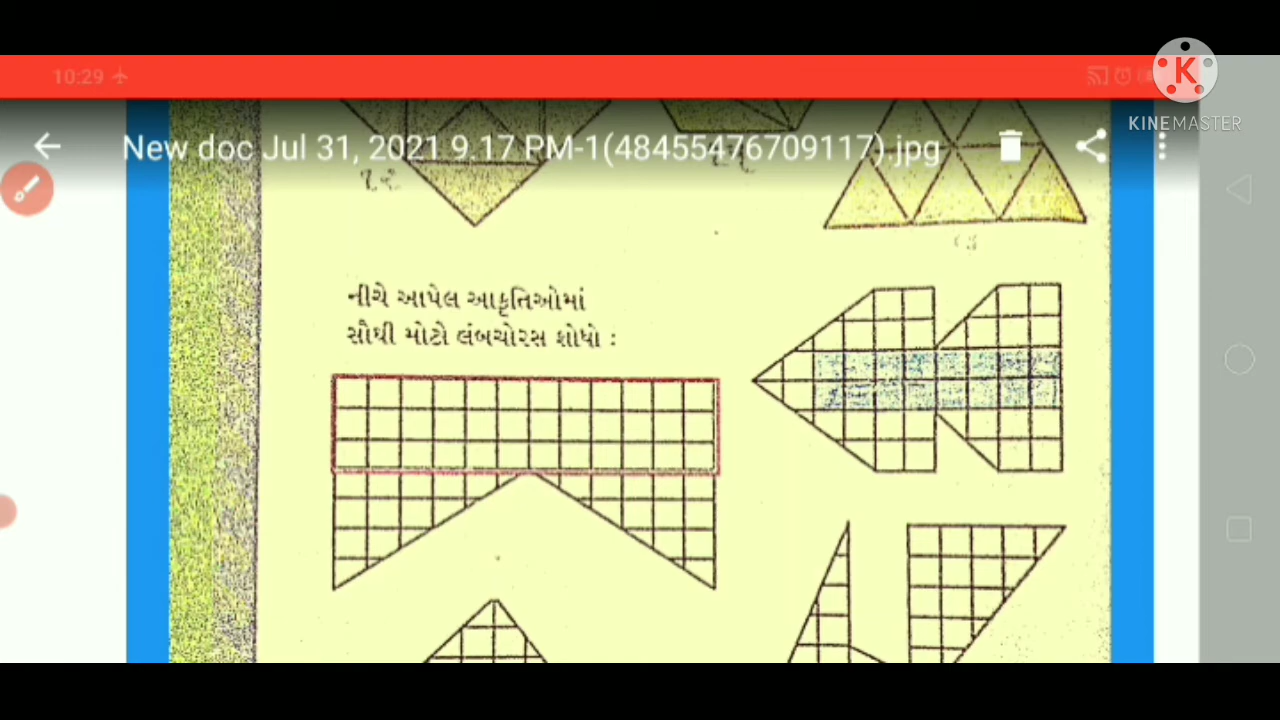 10:29
KINEMASTER
New doc Jul 31, 2021 9 17 PM-1(48455476709117).jpg
૧૨
નીચે આપેલ આકૃતિઓમાં
સૌથી મોટો લંબચોરસ શોધો :